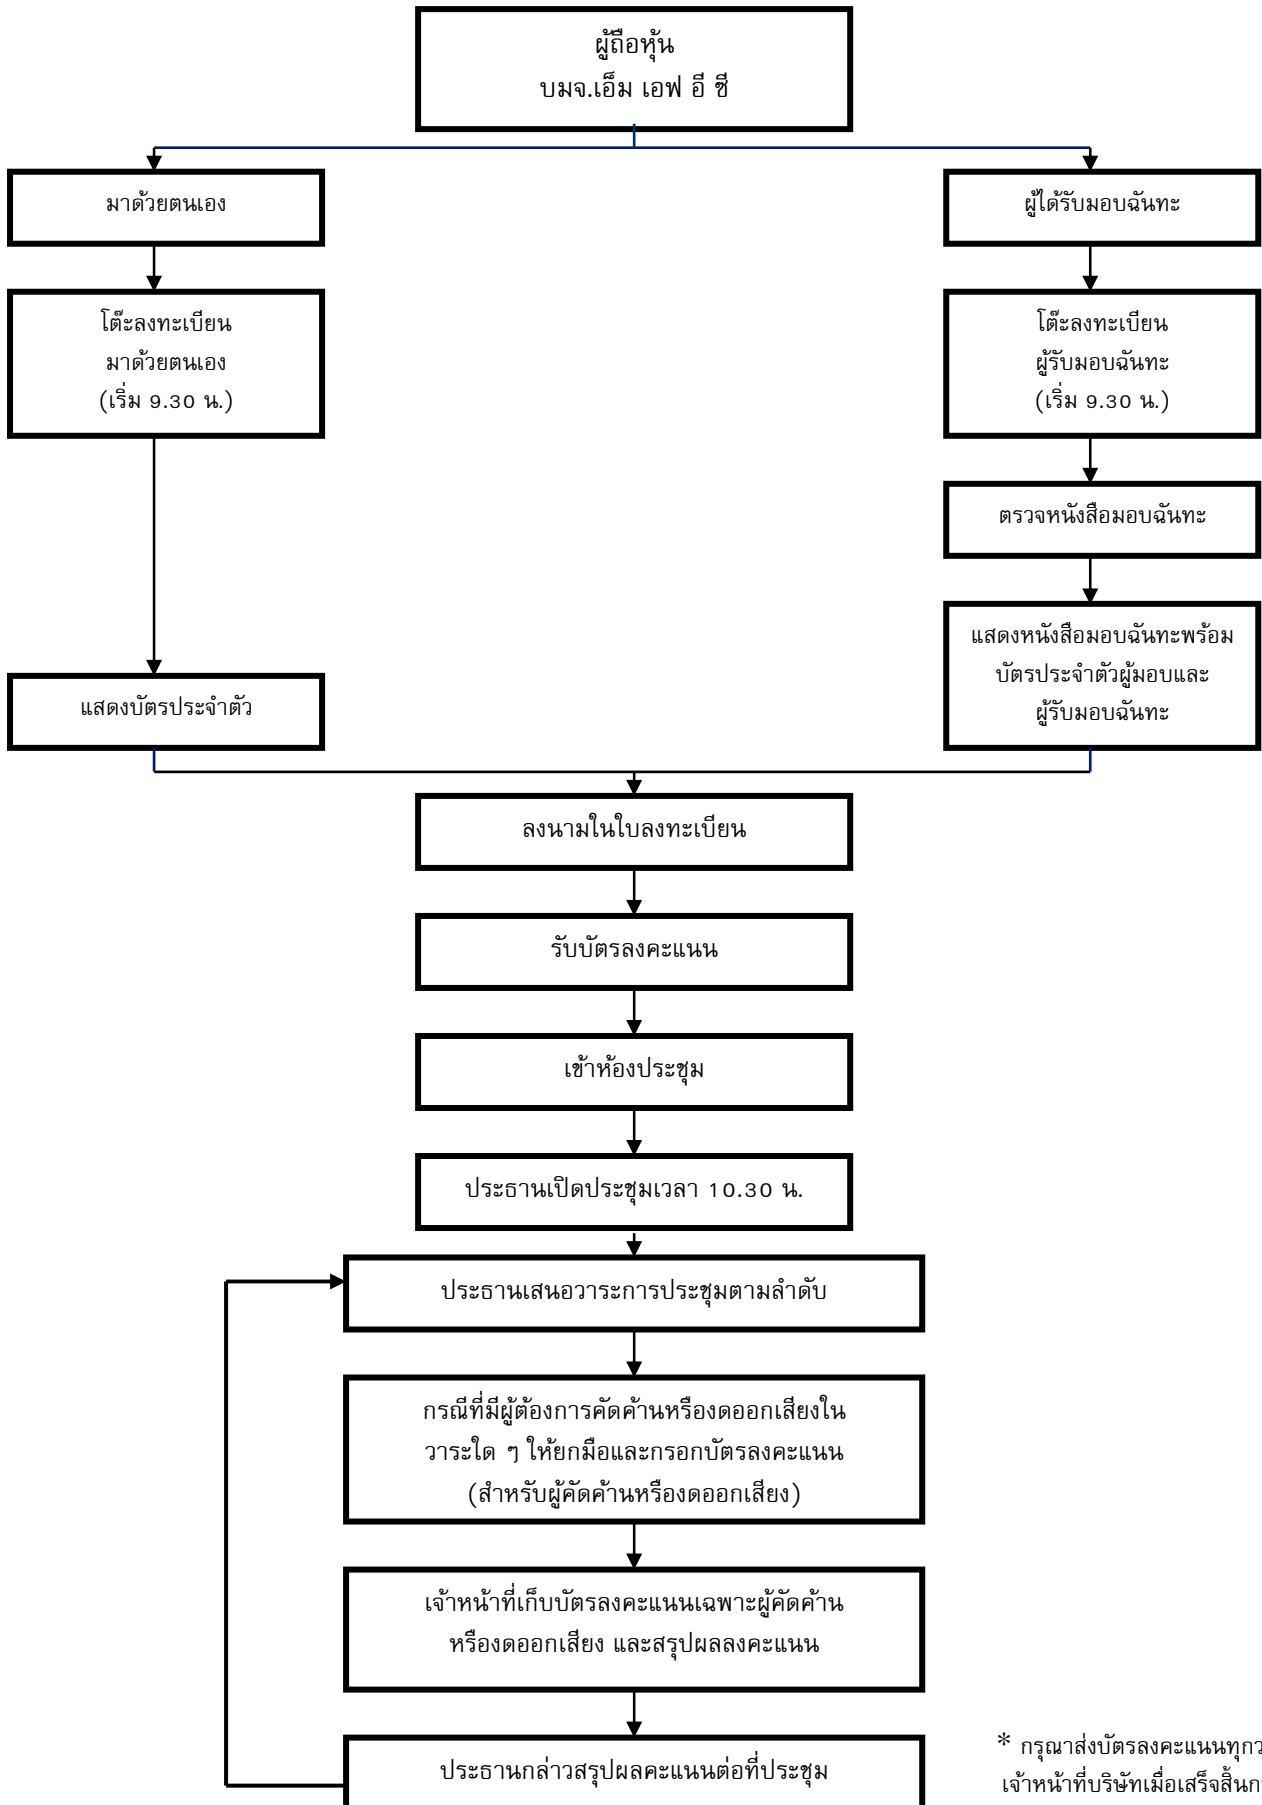 ผู้ถือหุ้น
บมจ.เอ็ม เอฟ อี ซี
มาด้วยตนเอง
ผู้ได้รับมอบฉันทะ
โต๊ะลงทะเบียน
มาด้วยตนเอง
(เริ่ม 9.30 น.)
โต๊ะลงทะเบียน
ผู้รับมอบฉันทะ
(เริ่ม 9.30 น.)
ตรวจหนังสือมอบฉันทะ
แสดงหนังสือมอบฉันทะพร้อม
บัตรประจำตัวผู้มอบและ
ผู้รับมอบฉันทะ
แสดงบัตรประจำตัว
ลงนามในใบลงทะเบียน
รับบัตรลงคะแนน
เข้าห้องประชุม
ประธานเปิดประชุมเวลา 10.30 น.
ประธานเสนอวาระการประชุมตามลำดับ
กรณีที่มีผู้ต้องการคัดค้านหรืองดออกเสียงใน
วาระใด ๆ ให้ยกมือและกรอกบัตรลงคะแนน
(สำหรับผู้คัดค้านหรืองดออกเสียง)
เจ้าหน้าที่เก็บบัตรลงคะแนนเฉพาะผู้คัดค้าน
หรืองดออกเสียง และสรุปผลลงคะแนน
ประธานกล่าวสรุปผลคะแนนต่อที่ประชุม
* กรุณาส่งบัตรลงคะแนนทุก
เจ้าหน้าที่บริษัทเมื่อเสร็จสิ้น